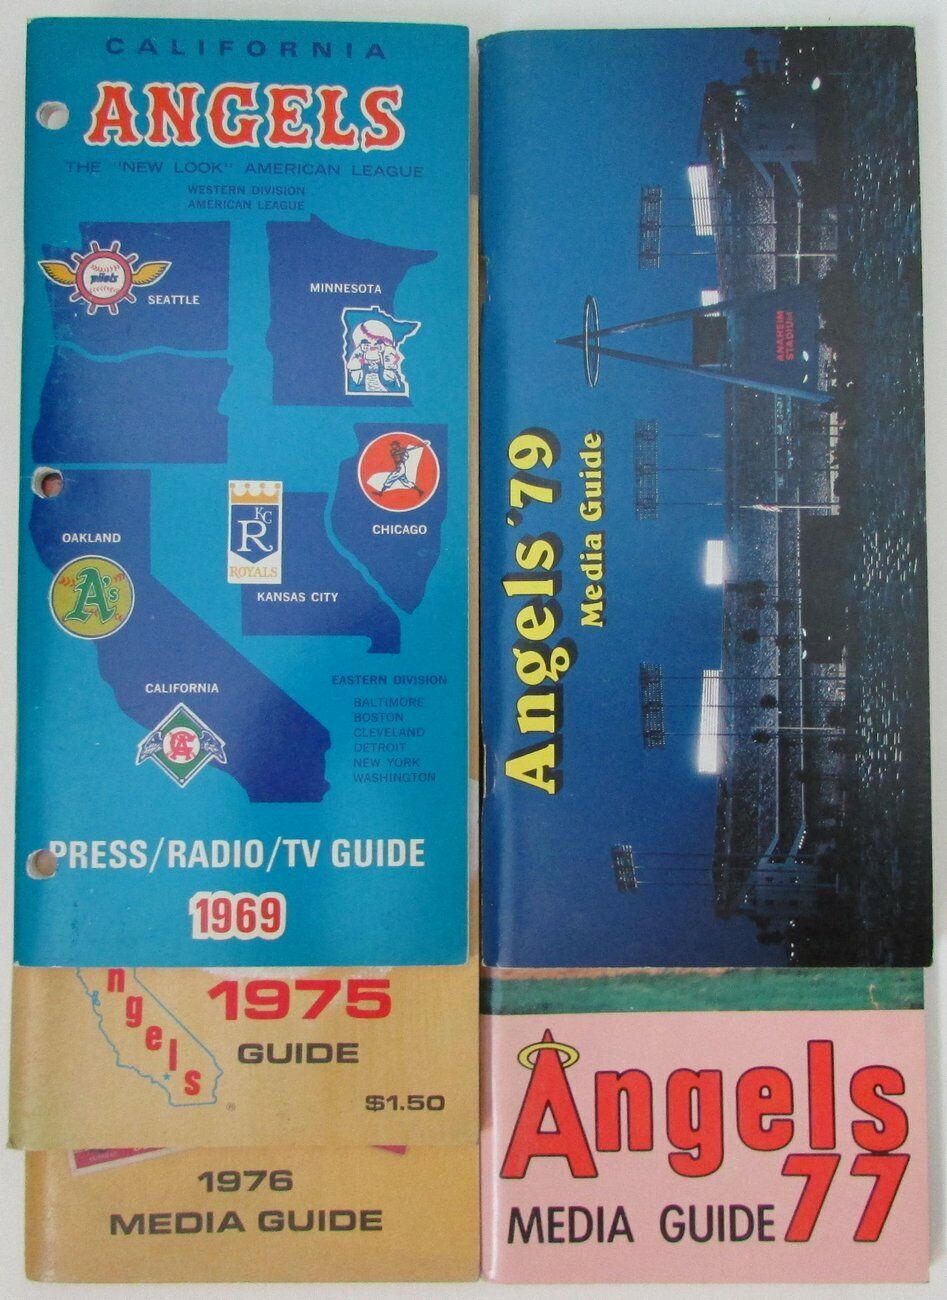 CALIFORNIA
ANGELS
THE "NEW LOOK" AMERICAN LEAGUE
WESTERN DIVISION
AMERICAN LEAGUE
pilots
SEATTLE
MINNESOTA
OAKLAND
A's
KC
R
ROYALS
KANSAS CITY
CHICAGO
CALIFORNIA
CA
EASTERN DIVISION
BALTIMORE
BOSTON
CLEVELAND
DETROIT
NEW YORK
WASHINGTON
PRESS/RADIO/TV GUIDE
1969
Angels '79
Media Guide
ANAHEIM
STADIUM
ngels
1975
GUIDE
$1.50
®
1976
MEDIA GUIDE
Angels
77
MEDIA GUIDE